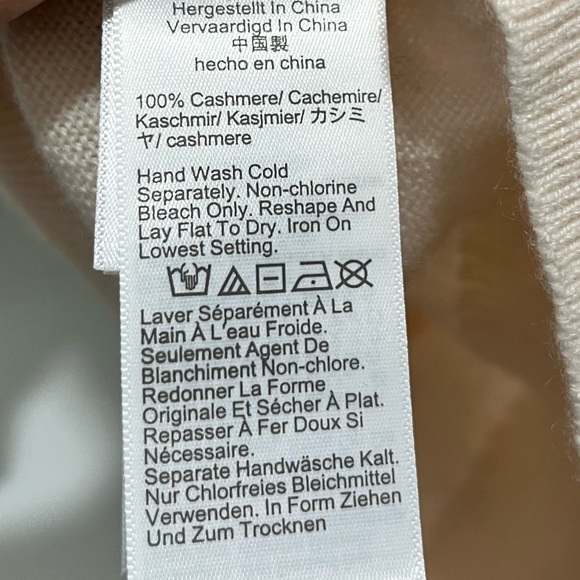 Hergestellt In China
Vervaardigd In China
中国製
hecho en china
100% Cashmere/ Cachemire/
Kaschmir/ Kasjmier/ カシミ
ヤ/ cashmere
Hand Wash Cold
Separately. Non-chlorine
Bleach Only. Reshape And
Lay Flat To Dry. Iron On
Lowest Setting.
Laver Séparément À La
Main À L'eau Froide.
Seulement Agent De
Blanchiment Non-chlore.
Redonner La Forme
Originale Et Sécher À Plat.
Repasser À Fer Doux Si
Nécessaire.
Separate Handwäsche Kalt.
Nur Chlorfreies Bleichmittel
Verwenden. In Form Ziehen
Und Zum Trocknen